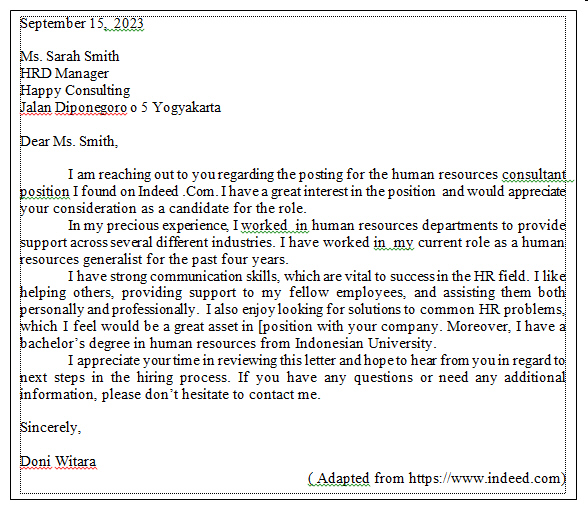 September 15, 2023
Ms. Sarah Smith
HRD Manager
Happy Consulting
Jalan Diponegoro o 5 Yogyakarta
Dear Ms. Smith,
I am reaching out to you regarding the posting for the human resources consultant
position I found on Indeed .Com. I have a great interest in the position and would appreciate
your consideration as a candidate for the role.
In my precious experience, I worked in human resources departments to provide
support across several different industries. I have worked in my current role as a human
resources generalist for the past four years.
I have strong communication skills, which are vital to success in the HR field. I like
helping others, providing support to my fellow employees, and assisting them both
personally and professionally. I also enjoy looking for solutions to common HR problems,
which I feel would be a great asset in [position with your company. Moreover, I have a
bachelor’s degree in human resources from Indonesian University.
I appreciate your time in reviewing this letter and hope to hear from you in regard to
next steps in the hiring process. If you have any questions or need any additional
information, please don’t hesitate to contact me.
Sincerely,
Doni Witara
( Adapted from https://www.indeed.com)